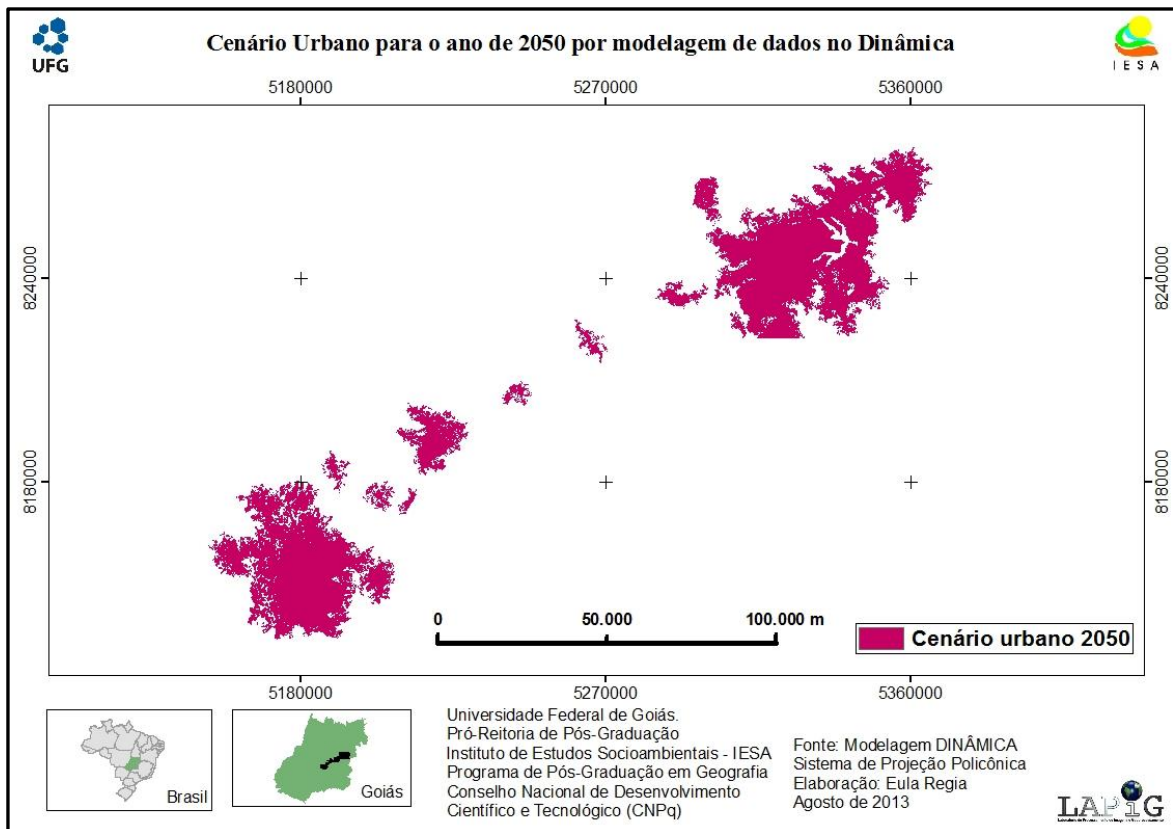 UFG
Cenário Urbano para o ano de 2050 por modelagem de dados no Dinâmica
IESA
5180000
5270000
5360000
8240000
8240000
8180000
8180000
0
50.000
100.000 m
Cenário urbano 2050
5180000
5270000
5360000
Brasil
Goiás
Universidade Federal de Goiás.
Pró-Reitoria de Pós-Graduação
Instituto de Estudos Socioambientais - IESA
Programa de Pós-Graduação em Geografia
Conselho Nacional de Desenvolvimento
Científico e Tecnológico (CNPq)
Fonte: Modelagem DINÂMICA
Sistema de Projeção Policônica
Elaboração: Eula Regia
Agosto de 2013
LAPiG